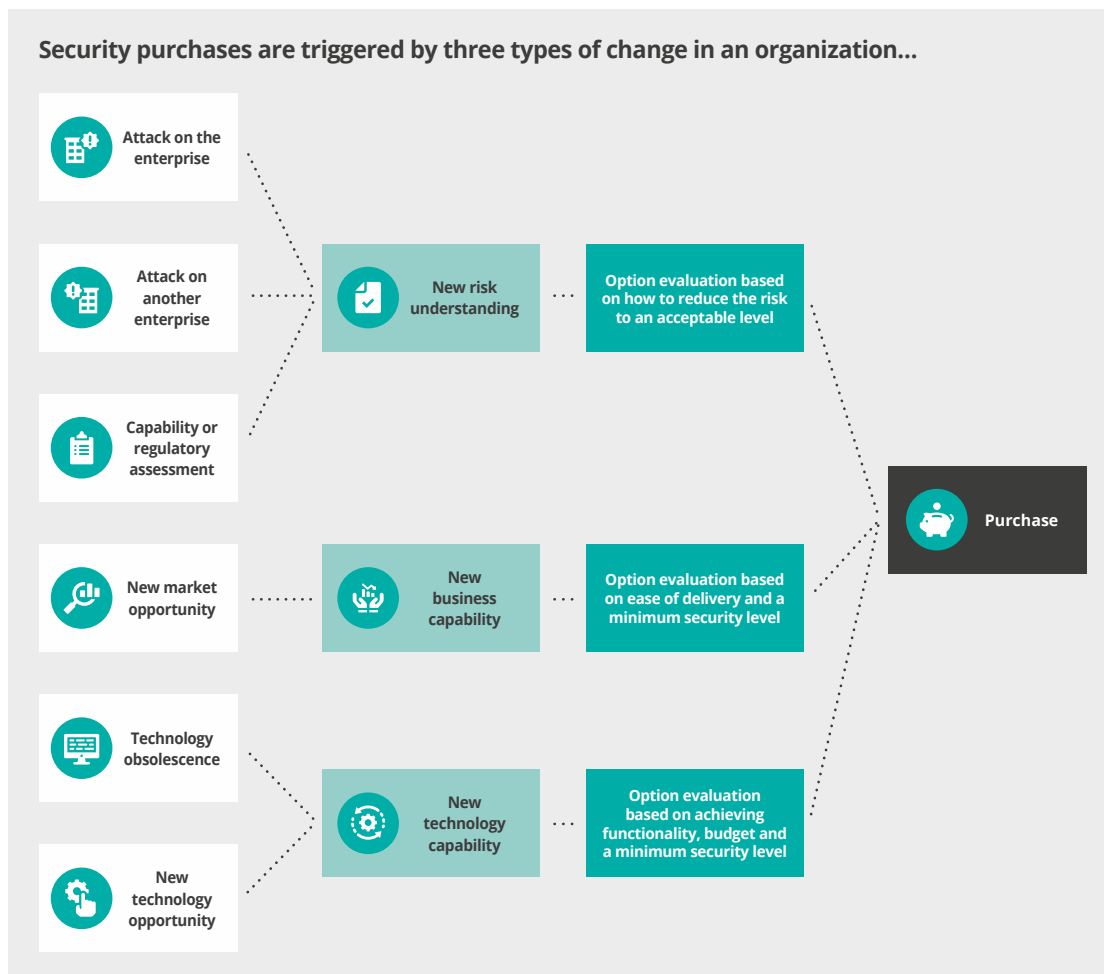 Security purchases are triggered by three types of change in an organization...
Attack on the
enterprise
Attack on
another
enterprise
New risk
understanding
Option evaluation based
on how to reduce the risk
to an acceptable level
Capability or
regulatory
assessment
Purchase
New market
opportunity
New
business
capability
Option evaluation based
on ease of delivery and a
minimum security level
Technology
obsolescence
New
technology
capability
Option evaluation
based on achieving
functionality, budget and
a minimum security level
New
technology
opportunity